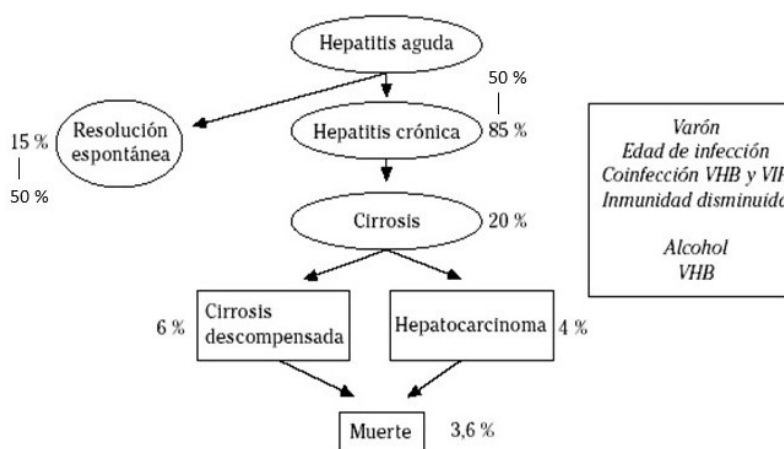 Hepatitis aguda
50 %
15 %
50 %
Resolución
espontánea
Hepatitis crónica
85 %
Cirrosis
20 %
6 %
Cirrosis
descompensada
Hepatocarcinoma
4 %
Muerte
3,6 %
Varón
Edad de infección
Coinfección VHB y
Inmunidad disminuida
Alcohol
VHB